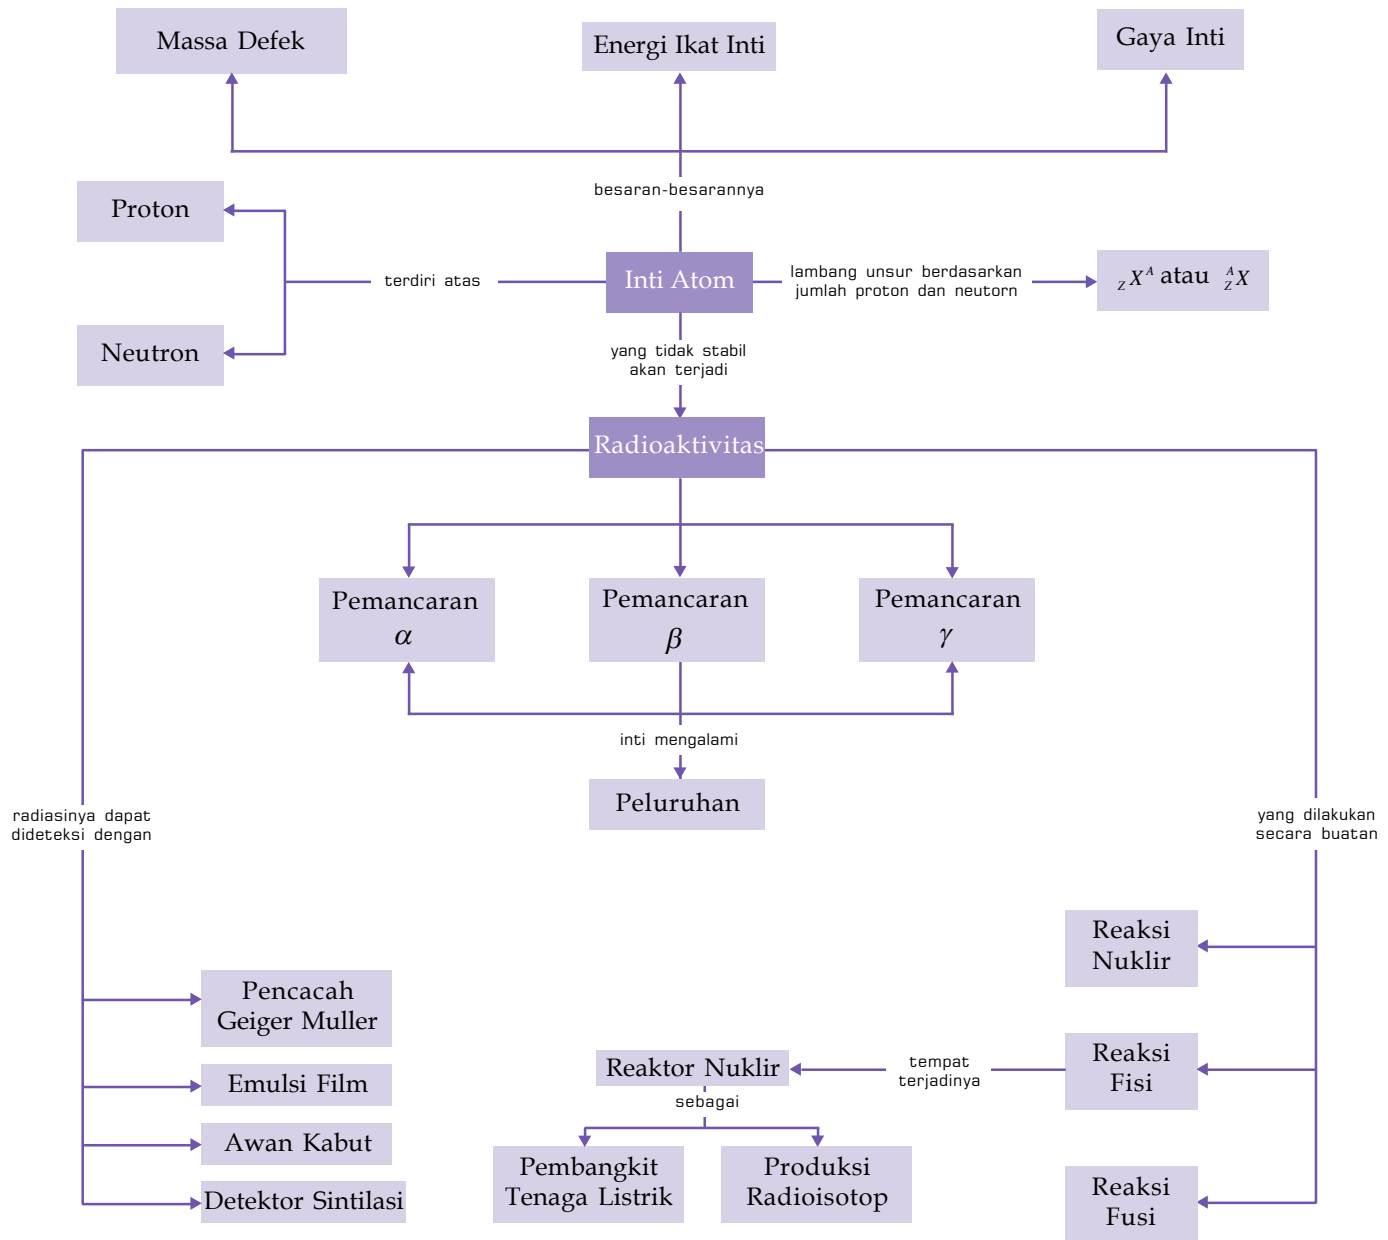 Massa Defek
Energi Ikat Inti
Gaya Inti
besaran-besarannya
Proton
terdiri atas
Inti Atom
lambang unsur berdasarkan
jumlah proton dan neutorn
ZXᴬ atau ᴬZX
Neutron
yang tidak stabil
akan terjadi
Radioaktivitas
Pemancaran
α
Pemancaran
β
Pemancaran
γ
inti mengalami
Peluruhan
radiasinya dapat
dideteksi dengan
yang dilakukan
secara buatan
Pencacah
Geiger Muller
Emulsi Film
Awan Kabut
Detektor Sintilasi
Reaksi
Nuklir
Reaksi
Fisi
tempat
terjadinya
Reaktor Nuklir
sebagai
Pembangkit
Tenaga Listrik
Produksi
Radioisotop
Reaksi
Fusi